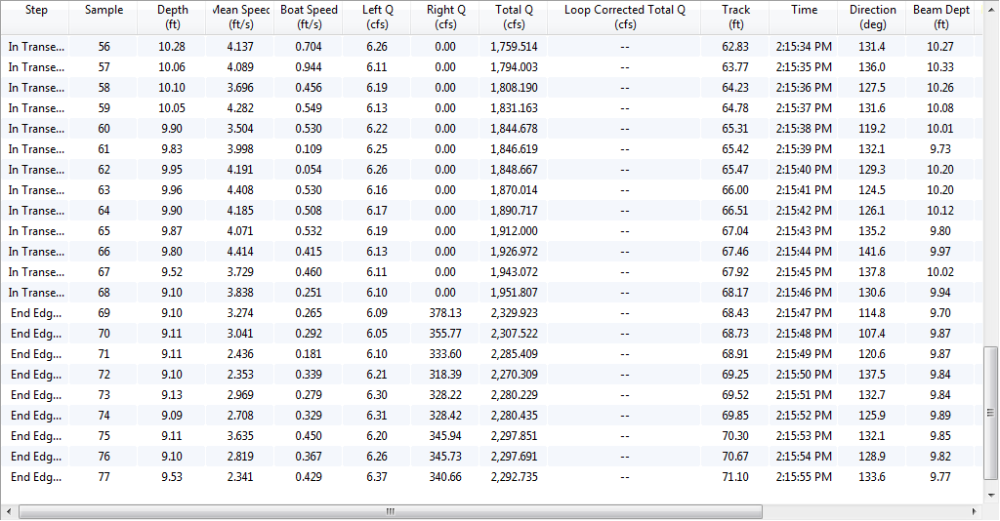 Step Sample Depth Mean Speed Boat Speed Left Q Right Q Total Q Loop Corrected Total Q Track Time Direction Beam Dept
(ft) (ft/s) (ft/s) (cfs) (cfs) (cfs) (cfs) (ft) (deg) (ft)
In Transe... 56 10.28 4.137 0.704 6.26 0.00 1,759.514 -- 62.83 2:15:34 PM 131.4 10.27
In Transe... 57 10.06 4.089 0.944 6.11 0.00 1,794.003 -- 63.77 2:15:35 PM 136.0 10.33
In Transe... 58 10.10 3.696 0.456 6.19 0.00 1,808.190 -- 64.23 2:15:36 PM 127.5 10.26
In Transe... 59 10.05 4.282 0.549 6.13 0.00 1,831.163 -- 64.78 2:15:37 PM 131.6 10.08
In Transe... 60 9.90 3.504 0.530 6.22 0.00 1,844.678 -- 65.31 2:15:38 PM 119.2 10.01
In Transe... 61 9.83 3.998 0.109 6.25 0.00 1,846.619 -- 65.42 2:15:39 PM 132.1 9.73
In Transe... 62 9.95 4.191 0.054 6.26 0.00 1,848.667 -- 65.47 2:15:40 PM 129.3 10.20
In Transe... 63 9.96 4.408 0.530 6.16 0.00 1,870.014 -- 66.00 2:15:41 PM 124.5 10.20
In Transe... 64 9.90 4.185 0.508 6.17 0.00 1,890.717 -- 66.51 2:15:42 PM 126.1 10.12
In Transe... 65 9.87 4.071 0.532 6.19 0.00 1,912.000 -- 67.04 2:15:43 PM 135.2 9.80
In Transe... 66 9.80 4.414 0.415 6.13 0.00 1,926.972 -- 67.46 2:15:44 PM 141.6 9.97
In Transe... 67 9.52 3.729 0.460 6.11 0.00 1,943.072 -- 67.92 2:15:45 PM 137.8 10.02
In Transe... 68 9.10 3.838 0.251 6.10 0.00 1,951.807 -- 68.17 2:15:46 PM 130.6 9.94
End Edg... 69 9.10 3.274 0.265 6.09 378.13 2,329.923 -- 68.43 2:15:47 PM 114.8 9.70
End Edg... 70 9.11 3.041 0.292 6.05 355.77 2,307.522 -- 68.73 2:15:48 PM 107.4 9.87
End Edg... 71 9.11 2.436 0.181 6.10 333.60 2,285.409 -- 68.91 2:15:49 PM 120.6 9.87
End Edg... 72 9.10 2.353 0.339 6.21 318.39 2,270.309 -- 69.25 2:15:50 PM 137.5 9.84
End Edg... 73 9.13 2.969 0.279 6.30 328.22 2,280.229 -- 69.52 2:15:51 PM 132.7 9.84
End Edg... 74 9.09 2.708 0.329 6.31 328.42 2,280.435 -- 69.85 2:15:52 PM 125.9 9.89
End Edg... 75 9.11 3.635 0.450 6.20 345.94 2,297.851 -- 70.30 2:15:53 PM 132.1 9.85
End Edg... 76 9.10 2.819 0.367 6.26 345.73 2,297.691 -- 70.67 2:15:54 PM 128.9 9.82
End Edg... 77 9.53 2.341 0.429 6.37 340.66 2,292.735 -- 71.10 2:15:55 PM 133.6 9.77